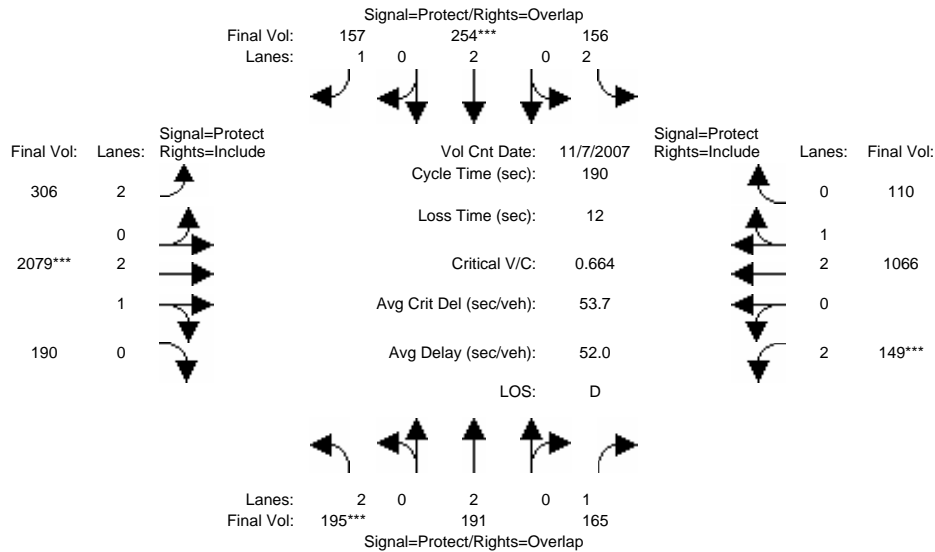 Signal=Protect/Rights=Overlap
Final Vol: 157 254*** 156
Lanes: 1 0 2 0 2
Signal=Protect
Final Vol: Lanes: Rights=Include
Vol Cnt Date: 11/7/2007
Signal=Protect
Rights=Include Lanes: Final Vol:
Cycle Time (sec): 190
306 2
0 110
Loss Time (sec): 12
0
1
2079*** 2
Critical V/C: 0.664
2 1066
1
Avg Crit Del (sec/veh): 53.7
0
190 0
Avg Delay (sec/veh): 52.0
2 149***
LOS: D
Lanes: 2 0 2 0 1
Final Vol: 195*** 191 165
Signal=Protect/Rights=Overlap